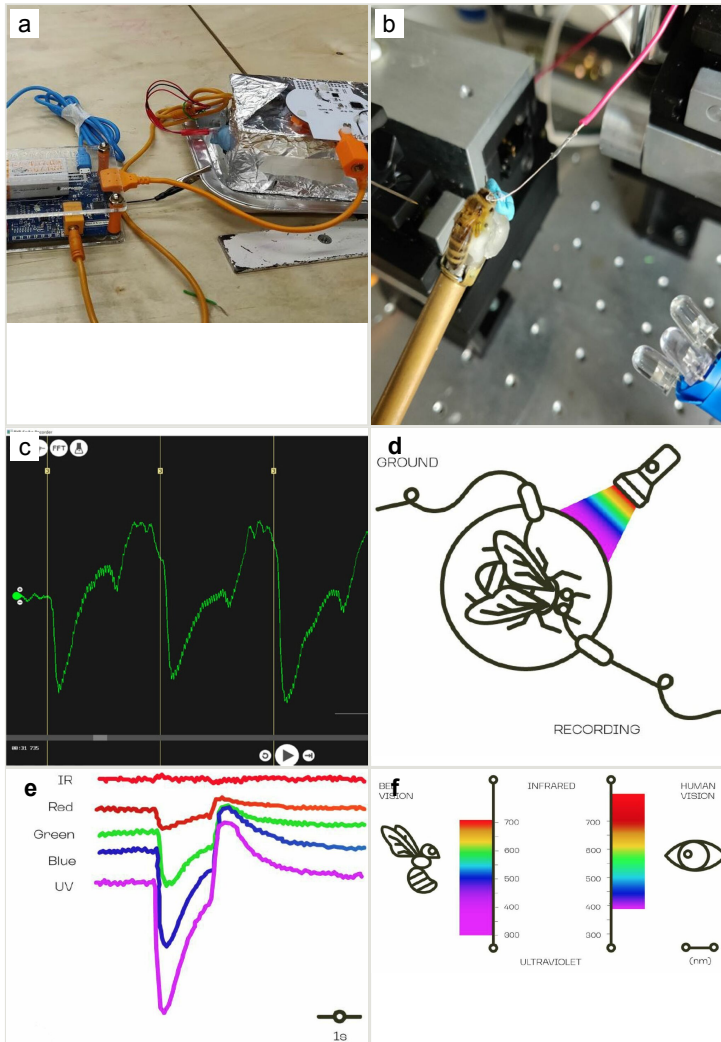 a
b
c
FFT
00:31 735
d
GROUND
RECORDING
e
IR
Red
Green
Blue
UV
1s
f
VISION
INFRARED
HUMAN
VISION
700
600
500
400
300
700
600
500
400
300
ULTRAVIOLET
(nm)